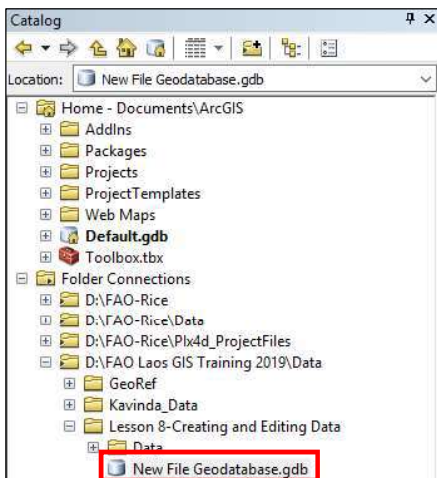 Catalog
Location: New File Geodatabase.gdb
Home - Documents\ArcGIS
AddIns
Packages
Projects
ProjectTemplates
Web Maps
Default.gdb
Toolbox.tbx
Folder Connections
D:\FAO-Rice
D:\FAO-Rice\Data
D:\FAO-Rice\Pix4d_ProjectFiles
D:\FAO Laos GIS Training 2019\Data
GeoRef
Kavinda_Data
Lesson 8-Creating and Editing Data
Data
New File Geodatabase.gdb